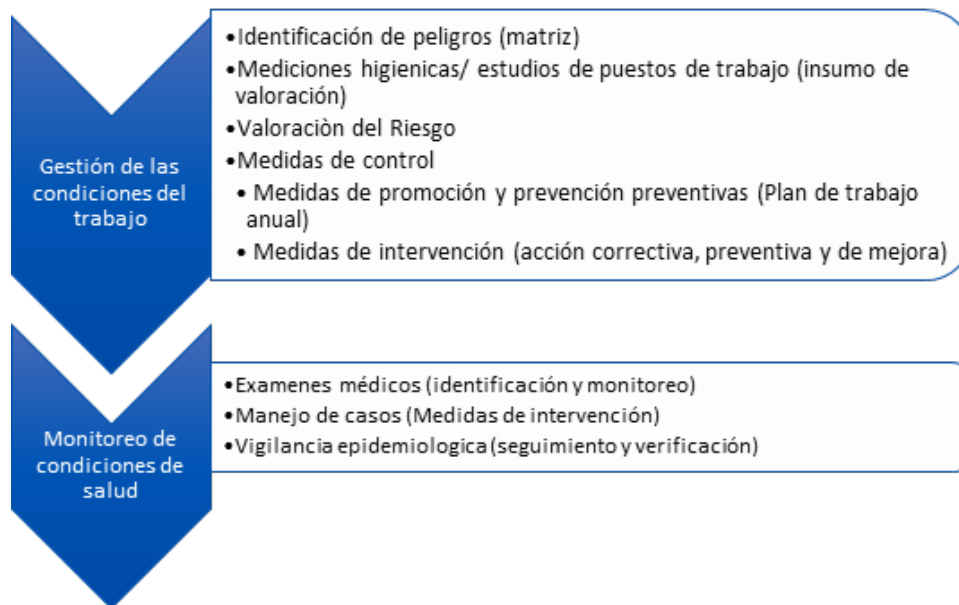 Gestión de las
condiciones del
trabajo
•Identificación de peligros (matriz)
•Mediciones higienicas/ estudios de puestos de trabajo (insumo de
valoración)
•Valoraciòn del Riesgo
•Medidas de control
• Medidas de promoción y prevención preventivas (Plan de trabajo
anual)
• Medidas de intervención (acción correctiva, preventiva y de mejora)
Monitoreo de
condiciones de
salud
•Examenes médicos (identificación y monitoreo)
•Manejo de casos (Medidas de intervención)
•Vigilancia epidemiologica (seguimiento y verificación)